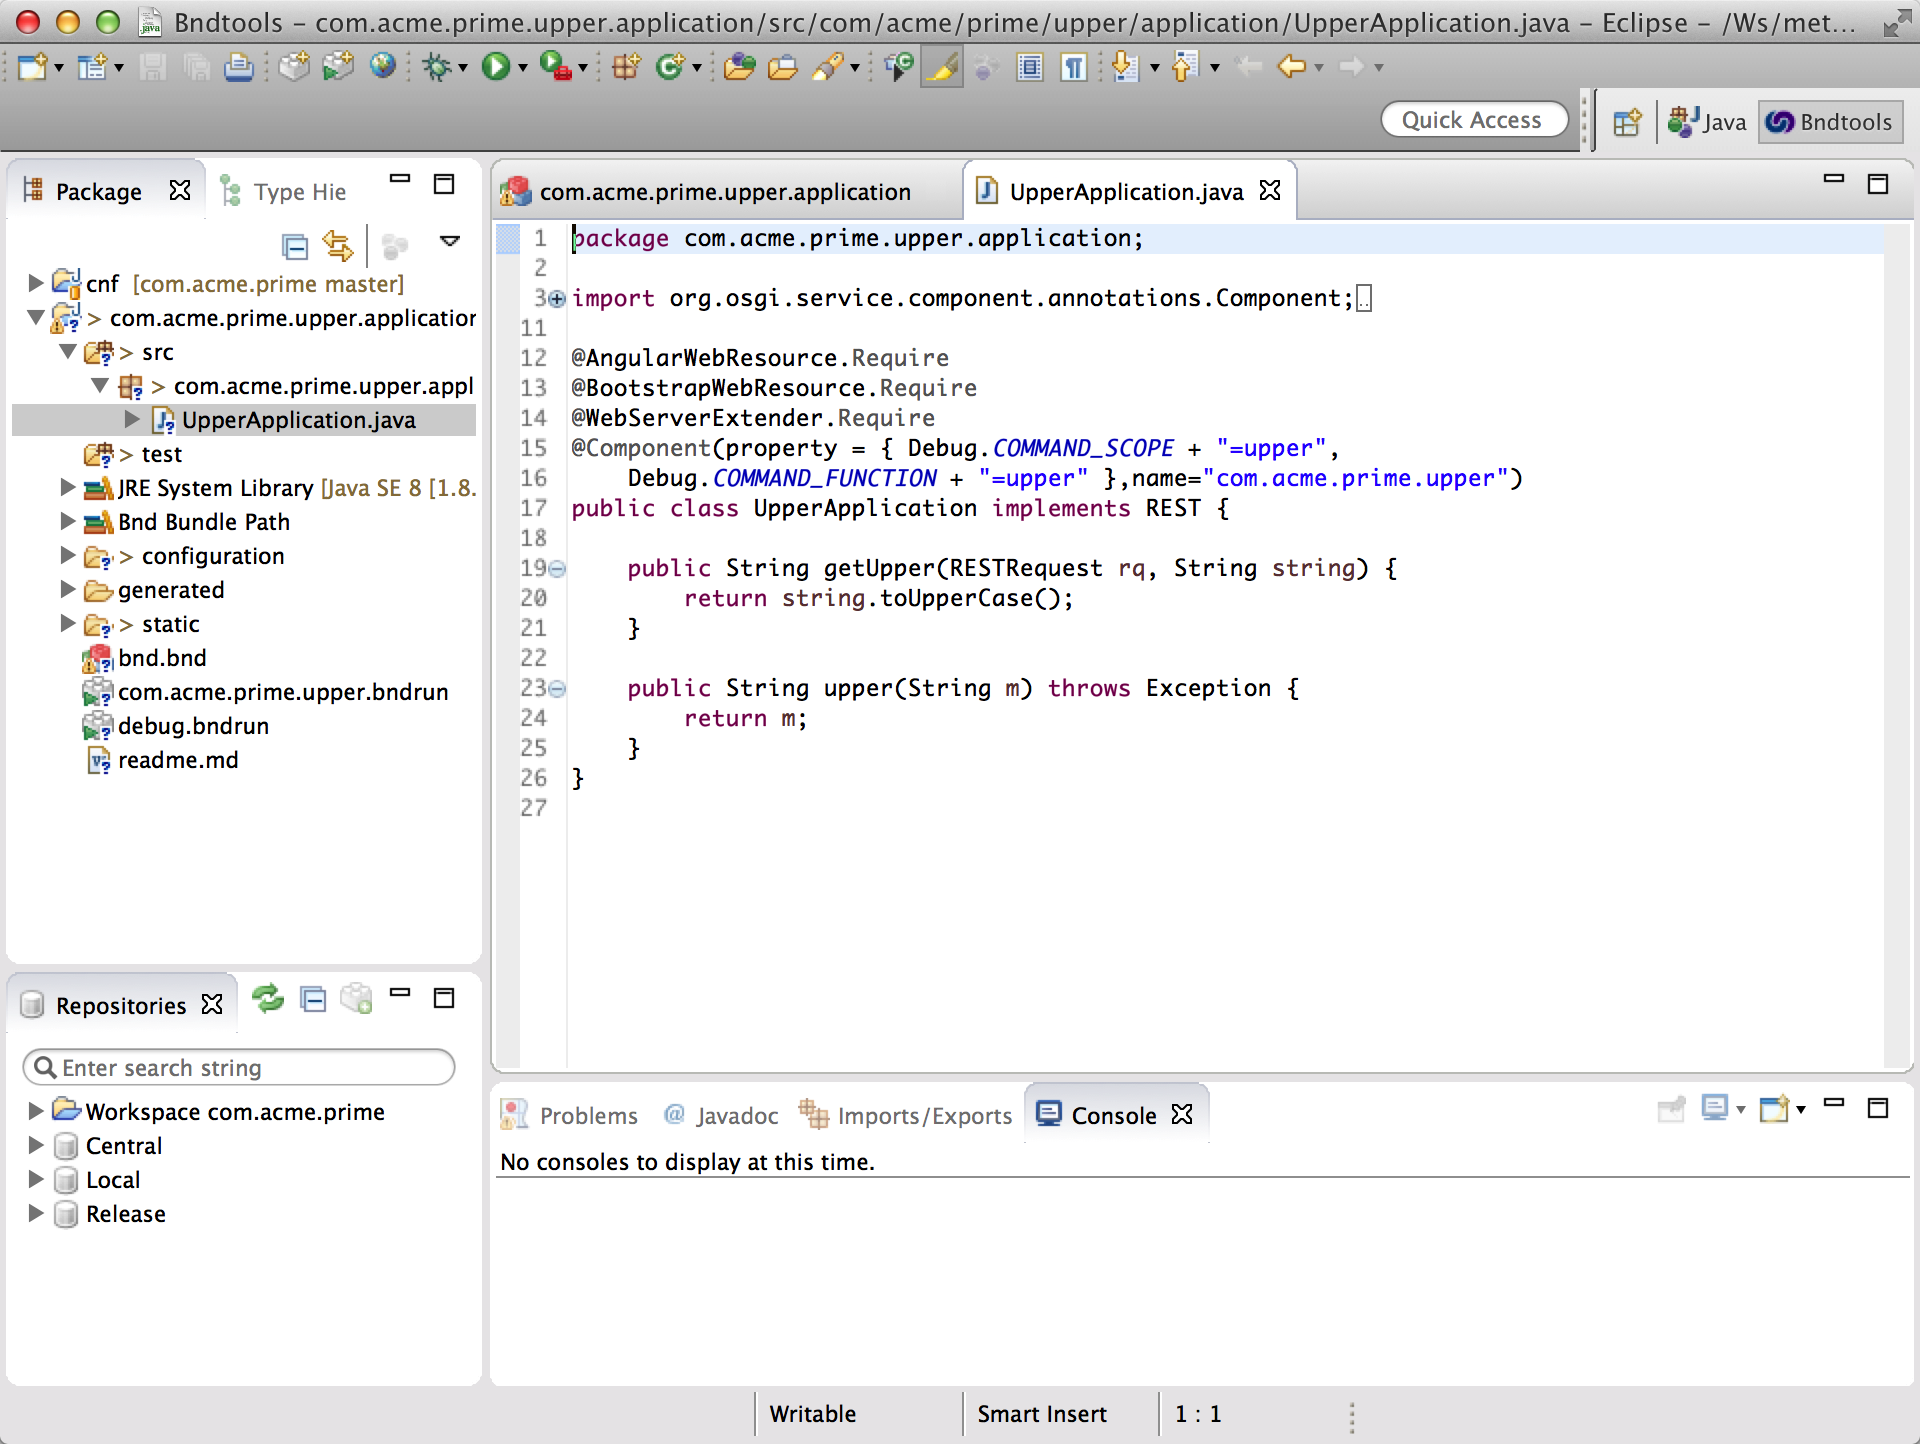 Bndtools – com.acme.prime.upper.application/src/com/acme/prime/upper/application/UpperApplication.java – Eclipse – /Ws/met...
Quick Access
Java
Bndtools
Package
Type Hie
cnf [com.acme.prime master]
> com.acme.prime.upper.application
> src
> com.acme.prime.upper.appl
UpperApplication.java
> test
JRE System Library [Java SE 8 [1.8.
Bnd Bundle Path
> configuration
generated
> static
bnd.bnd
com.acme.prime.upper.bndrun
debug.bndrun
readme.md
Repositories
Enter search string
Workspace com.acme.prime
Central
Local
Release
com.acme.prime.upper.application
UpperApplication.java
1 package com.acme.prime.upper.application;
2
3 import org.osgi.service.component.annotations.Component;
11
12 @AngularWebResource.Require
13 @BootstrapWebResource.Require
14 @WebServerExtender.Require
15 @Component(property = { Debug.COMMAND_SCOPE + "=upper",
16 Debug.COMMAND_FUNCTION + "=upper" },name="com.acme.prime.upper")
17 public class UpperApplication implements REST {
18
19 public String getUpper(RESTRequest rq, String string) {
20 return string.toUpperCase();
21 }
22
23 public String upper(String m) throws Exception {
24 return m;
25 }
26 }
27
Problems
Javadoc
Imports/Exports
Console
No consoles to display at this time.
Writable
Smart Insert
1 : 1